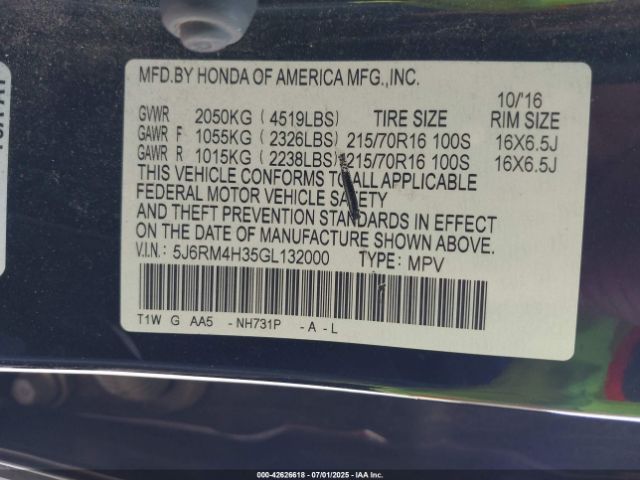 MFD.BY HONDA OF AMERICA MFG.,INC.
10/'16
GVWR 2050KG ( 4519LBS) TIRE SIZE RIM SIZE
GAWR F 1055KG ( 2326LBS) 215/70R16 100S 16X6.5J
GAWR R 1015KG ( 2238LBS) 215/70R16 100S 16X6.5J
THIS VEHICLE CONFORMS TO ALL APPLICABLE
FEDERAL MOTOR VEHICLE SAFETY
AND THEFT PREVENTION STANDARDS IN EFFECT
ON THE DATE OF MANUFACTURE SHOWN ABOVE.
V.I.N.: 5J6RM4H35GL132000 TYPE: MPV
T1W G AA5 -NH731P -A-L
00-42626618 | 07/01/2025 | IAA Inc.